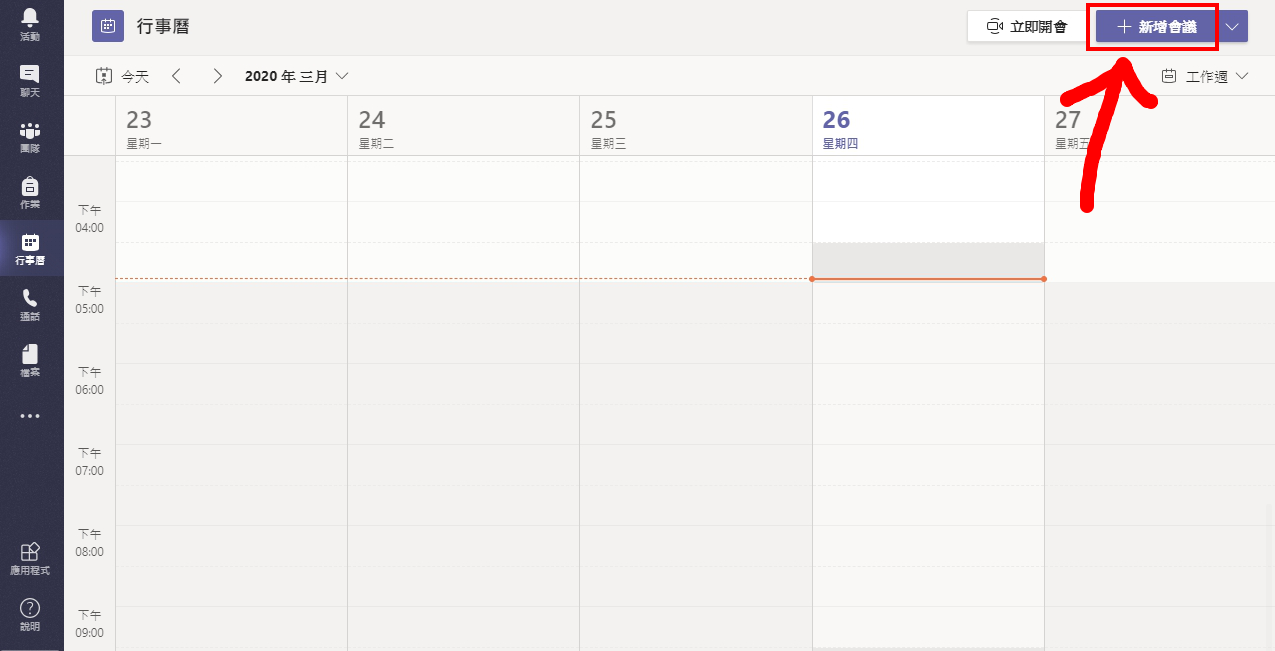 活動
聊天
團隊
作業
行事曆
通話
檔案
應用程式
說明
行事曆
立即開會
新增會議
今天
2020 年 三月
工作週
23
星期一
24
星期二
25
星期三
26
星期四
27
星期五
下午
04:00
下午
05:00
下午
06:00
下午
07:00
下午
08:00
下午
09:00